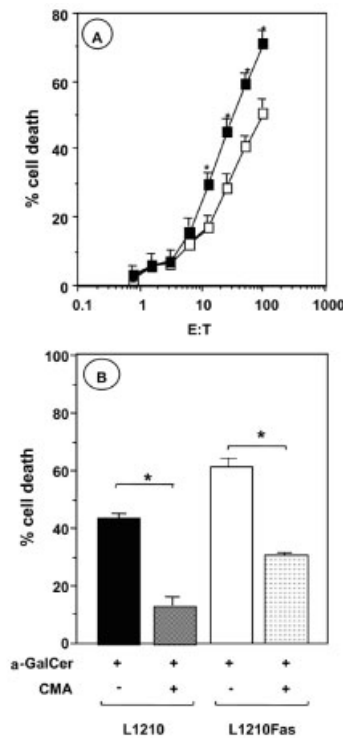 80
A
60
% cell death
40
20
0
0.1 1 10 100 1000
E:T
100
B
80
% cell death
60
40
20
0
* *
a-GalCer + + + +
CMA - + - +
L1210 L1210Fas